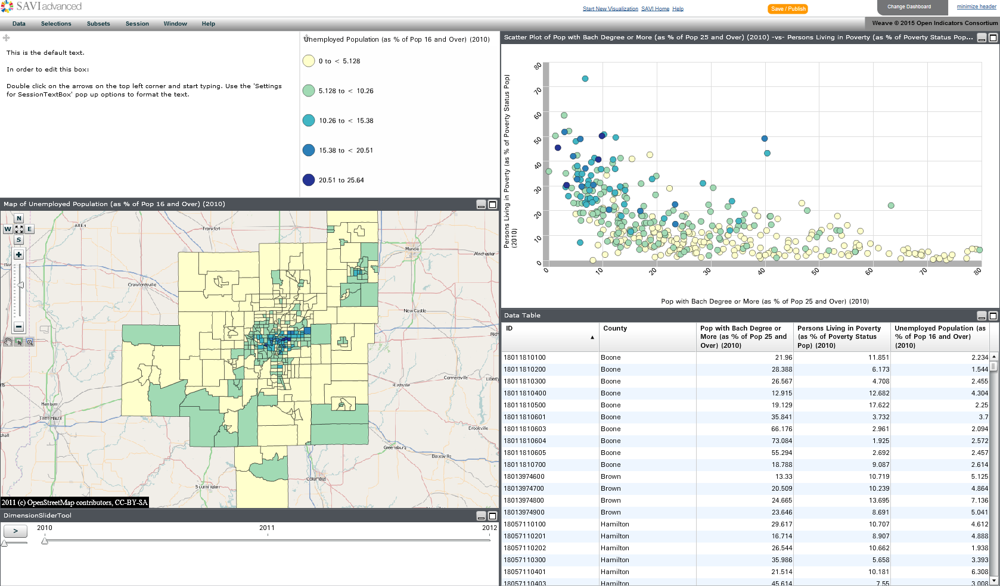 SAVI advanced
Start New Visualization SAVI Home Help
Save / Publish
Change Dashboard
minimize header
Data Selections Subsets Session Window Help
Weave © 2015 Open Indicators Consortium
This is the default text.
In order to edit this box:
Double click on the arrows on the top left corner and start typing. Use the 'Settings
for SessionTextBox' pop up options to format the text.
Unemployed Population (as % of Pop 16 and Over) (2010)
0 to < 5.128
5.128 to < 10.26
10.26 to < 15.38
15.38 to < 20.51
20.51 to 25.64
Scatter Plot of Pop with Bach Degree or More (as % of Pop 25 and Over) (2010) -vs- Persons Living in Poverty (as % of Poverty Status Pop...
Persons Living in Poverty (as % of Poverty Status Pop)
(2010)
80
70
60
50
40
30
20
10
0
0 10 20 30 40 50 60 70 80
Pop with Bach Degree or More (as % of Pop 25 and Over) (2010)
Map of Unemployed Population (as % of Pop 16 and Over) (2010)
N
W E
S
Attica
Frankfort
Muncie
Winchester
Crawfordsville
New Castle
Connersville
Liberty
Rushville
Harrison
Terre Haute
Brookville
Greensburg
Batesville
Columbus
Bloomington
2011 (c) OpenStreetMap contributors, CC-BY-SA
DimensionSliderTool
>
2010 2011 2012
Data Table
ID County Pop with Bach Degree or More (as % of Pop 25 and Over) (2010) Persons Living in Poverty (as % of Poverty Status Pop) (2010) Unemployed Population (as % of Pop 16 and Over) (2010)
18011810100 Boone 21.96 11.851 2.234
18011810200 Boone 28.388 6.173 1.544
18011810300 Boone 26.567 4.708 2.455
18011810400 Boone 12.915 12.682 4.304
18011810500 Boone 19.129 17.622 2.25
18011810601 Boone 35.841 3.732 3.7
18011810603 Boone 66.176 2.961 2.094
18011810604 Boone 73.084 1.925 2.572
18011810605 Boone 55.294 2.692 2.457
18011810700 Boone 18.788 9.087 2.614
18013974600 Brown 13.33 10.719 5.125
18013974700 Brown 20.509 10.239 4.864
18013974800 Brown 24.665 13.695 7.136
18013974900 Brown 23.646 8.691 5.041
18057110100 Hamilton 29.617 10.707 4.612
18057110201 Hamilton 16.714 8.907 4.888
18057110202 Hamilton 26.544 10.662 1.938
18057110300 Hamilton 35.986 5.658 3.393
18057110401 Hamilton 21.514 10.181 6.308
18057110403 Hamilton 45.614 7.55 3.008